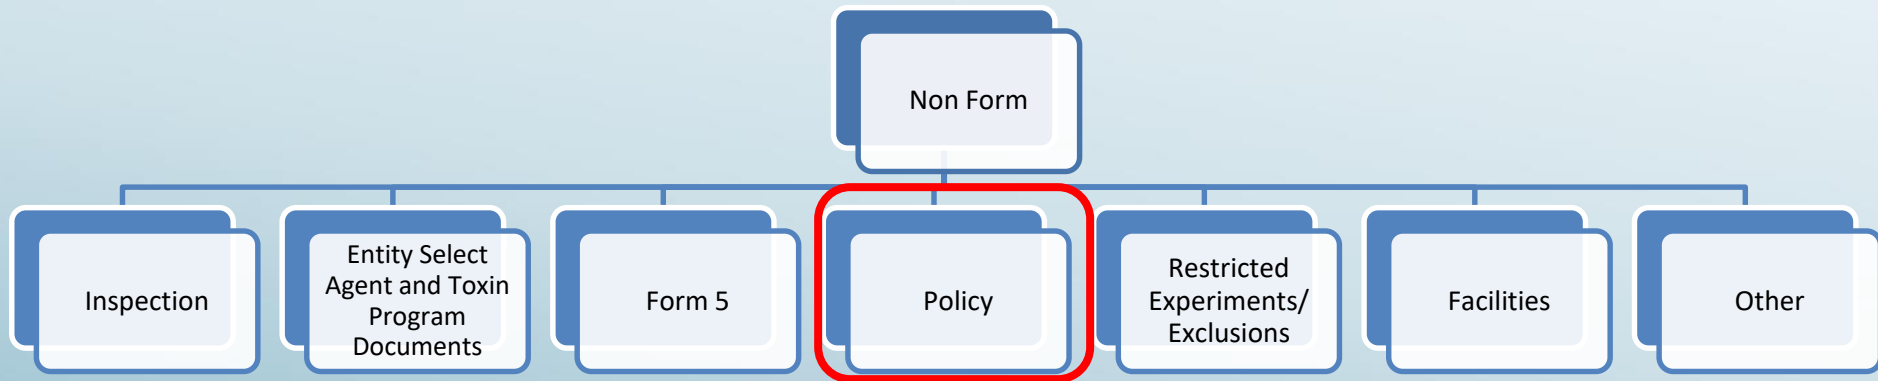 Non Form
Inspection
Entity Select
Agent and Toxin
Program
Documents
Form 5
Policy
Restricted
Experiments/
Exclusions
Facilities
Other